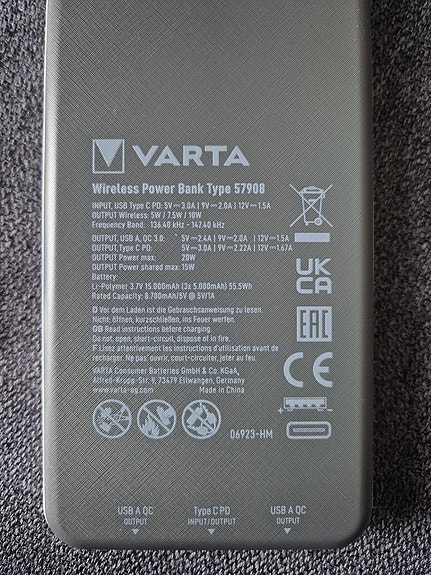 VARTA
Wireless Power Bank Type 57908
INPUT, USB Type C PD: 5V⎓3.0A | 9V⎓2.0A | 12V⎓1.5A
OUTPUT Wireless: 5W / 7.5W / 10W
Frequency Band: 136.40 kHz - 147.40 kHz
OUTPUT, USB A, QC 3.0: 5V⎓2.4A | 9V⎓2.0A | 12V⎓1.5A
OUTPUT,Type C PD: 5V⎓3.0A | 9V⎓2.22A | 12V⎓1.67A
OUTPUT Power max: 20W
OUTPUT Power shared max: 15W
Battery:
Li-Polymer 3.7V 15.000mAh (3x 5.000mAh) 55.5Wh
Rated Capacity: 8.700mAh/5V @ 5V/1A
D Vor dem Laden ist die Gebrauchsanweisung zu lesen.
Nicht: öffnen, kurzschließen, ins Feuer werfen.
GB Read instructions before charging.
Do not, open, short-circuit, dispose of in fire.
F Lisez attentivement les instructions d'utilisation avant de
recharger. Ne pas: ouvrir, court-circuiter, jeter au feu.
VARTA Consumer Batteries GmbH & Co. KGaA,
Alfred-Krupp-Str. 9, 73479 Ellwangen, Germany
www.varta-ag.com Made in China
UK
CA
EAC
CE
06923-HM
USB A QC
OUTPUT
Type C PD
INPUT/OUTPUT
USB A QC
OUTPUT